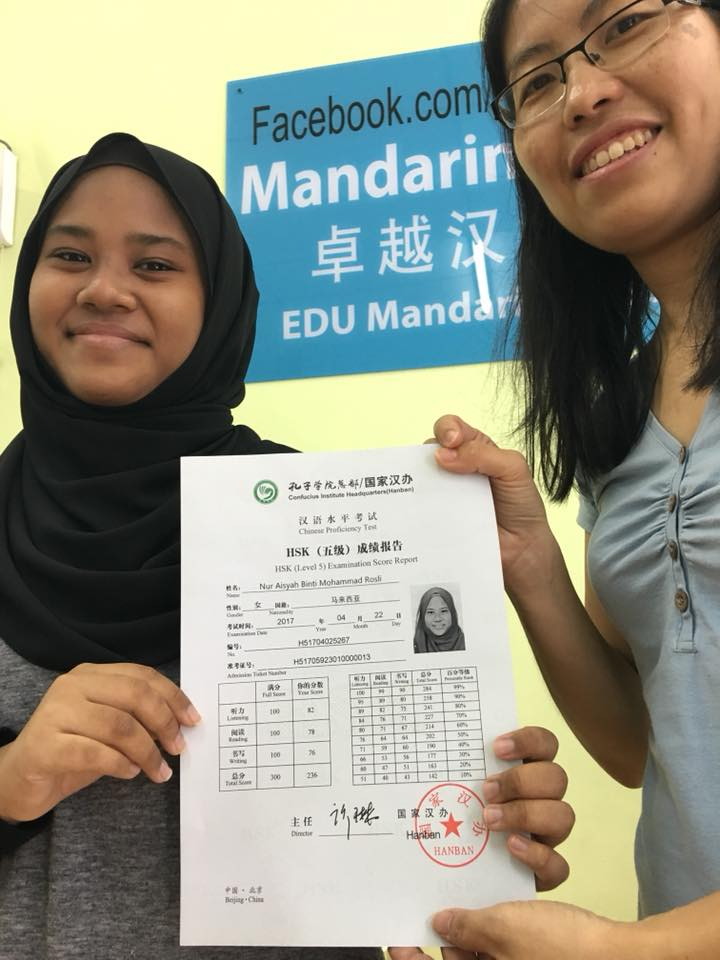 Facebook.com/
Mandarin
卓越汉
EDU Mandar
孔子学院总部/国家汉办
Confucius Institute Headquarters(Hanban)
汉语水平考试
Chinese Proficiency Test
HSK（五级）成绩报告
HSK (Level 5) Examination Score Report
姓名: Nur Aisyah Binti Mohammad Rosli
Name
性别: 女 国籍: 马来西亚
Gender Nationality
考试时间: 2017 年 04 月 22 日
Examination Date Year Month Day
编号: H51704025267
No.
准考证号: H51705923010000013
Admission Ticket Number
满分 你的分数
Full Score Your Score
听力 100 82
Listening
阅读 100 78
Reading
书写 100 76
Writing
总分 300 236
Total Score
听力 阅读 书写 总分 百分等级
Listening Reading Writing Total Score Percentile Rank
100 99 90 284 99%
95 89 80 258 90%
89 82 75 241 80%
84 76 71 227 70%
80 71 67 214 60%
76 64 64 202 50%
71 59 60 190 40%
66 53 56 177 30%
60 47 51 163 20%
51 40 43 142 10%
主任 国家汉办
Director Hanban
国家汉办
HANBAN
中国·北京
Beijing·China